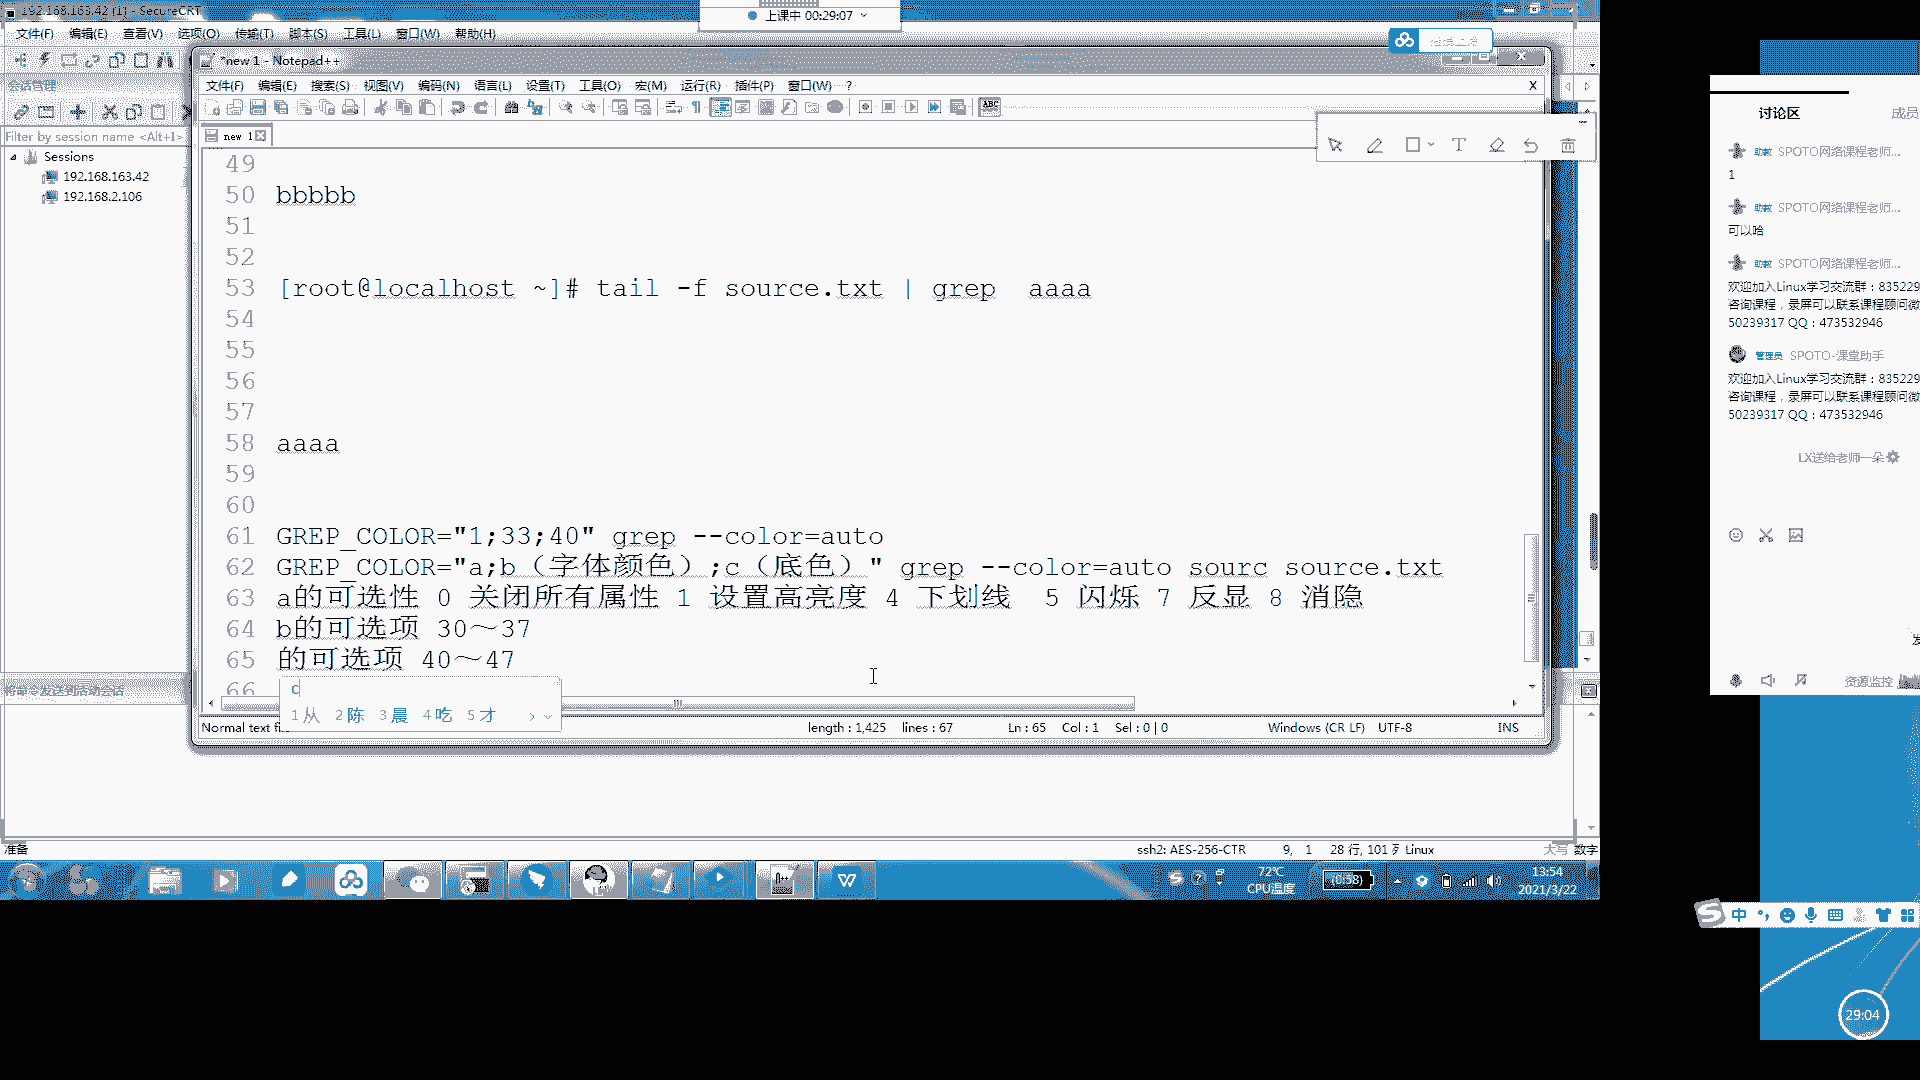 192.168.163.42 (1) - SecureCRT
上课中 00:29:07
文件(F) 编辑(E) 查看(V) 选项(O) 传输(T) 脚本(S) 工具(L) 窗口(W) 帮助(H)
*new 1 - Notepad++
会话管理
文件(F) 编辑(E) 搜索(S) 视图(V) 编码(N) 语言(L) 设置(T) 工具(O) 宏(M) 运行(R) 插件(P) 窗口(W) ? X
Filter by session name <Alt+I>
new 1
Sessions
192.168.163.42
192.168.2.106
49
50 bbbbb
51
52
53 [root@localhost ~]# tail -f source.txt | grep  aaaa
54
55
56
57
58 aaaa
59
60
61 GREP_COLOR="1;33;40" grep --color=auto
62 GREP_COLOR="a;b（字体颜色）;c（底色）" grep --color=auto sourc source.txt
63 a的可选性 0 关闭所有属性 1 设置高亮度 4 下划线  5 闪烁 7 反显 8 消隐
64 b的可选项 30～37
65 的可选项 40～47
66
c
1从 2陈 3晨 4吃 5才
将命令发送到活动会话
Normal text fi
length : 1,425 lines : 67
Ln : 65 Col : 1 Sel : 0 | 0
Windows (CR LF) UTF-8 INS
准备
ssh2: AES-256-CTR 9, 1 28 行, 101 列 Linux 大写 数字
72℃
CPU温度
(0:58)
13:54
2021/3/22
讨论区 成员
助教 SPOTO网络课程老师...
1
助教 SPOTO网络课程老师...
可以哈
助教 SPOTO网络课程老师...
欢迎加入Linux学习交流群：835229
咨询课程，录屏可以联系课程顾问微
50239317 QQ：473532946
管理员 SPOTO-课堂助手
欢迎加入Linux学习交流群：835229
咨询课程，录屏可以联系课程顾问微
50239317 QQ：473532946
LX送给老师一朵
资源监控
中
29:04